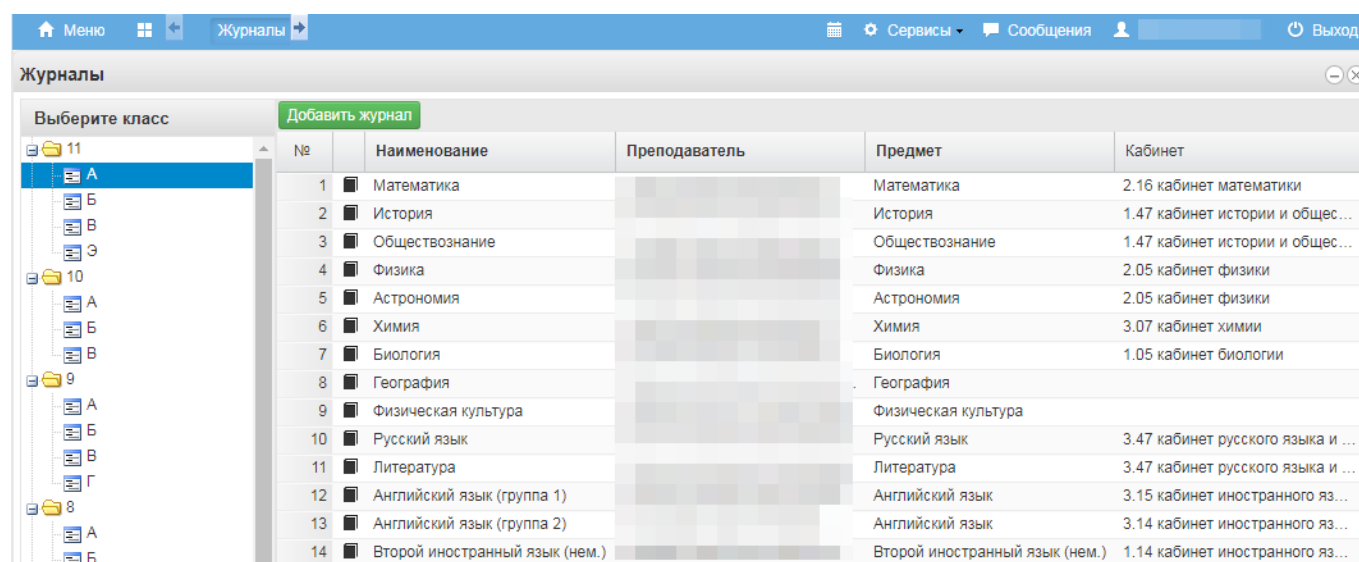 Меню Журналы Сервисы Сообщения Выход
Журналы
Выберите класс Добавить журнал
№ Наименование Преподаватель Предмет Кабинет
11
А
Б
В
Э
10
А
Б
В
9
А
Б
В
Г
8
А
Б
1 Математика Математика 2.16 кабинет математики
2 История История 1.47 кабинет истории и общес...
3 Обществознание Обществознание 1.47 кабинет истории и общес...
4 Физика Физика 2.05 кабинет физики
5 Астрономия Астрономия 2.05 кабинет физики
6 Химия Химия 3.07 кабинет химии
7 Биология Биология 1.05 кабинет биологии
8 География География
9 Физическая культура Физическая культура
10 Русский язык Русский язык 3.47 кабинет русского языка и ...
11 Литература Литература 3.47 кабинет русского языка и ...
12 Английский язык (группа 1) Английский язык 3.15 кабинет иностранного яз...
13 Английский язык (группа 2) Английский язык 3.14 кабинет иностранного яз...
14 Второй иностранный язык (нем.) Второй иностранный язык (нем.) 1.14 кабинет иностранного яз...